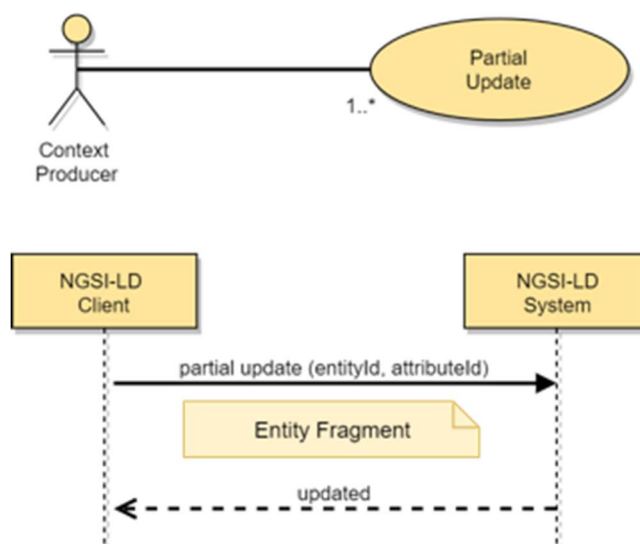 Partial
Update
1..*
Context
Producer
NGSI-LD
Client
NGSI-LD
System
partial update (entityId, attributeId)
Entity Fragment
updated